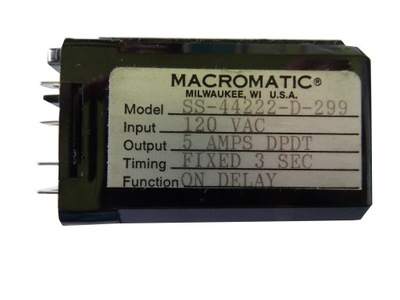 MACROMATIC®
MILWAUKEE, WI U.S.A.
Model SS-44222-D-299
Input 120 VAC
Output 5 AMPS DPDT
Timing FIXED 3 SEC
Function ON DELAY